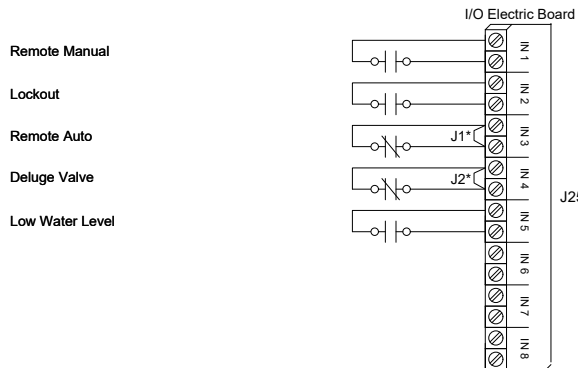 I/O Electric Board
Remote Manual
IN 1
Lockout
IN 2
Remote Auto
J1*
IN 3
Deluge Valve
J2*
IN 4
J25
Low Water Level
IN 5
IN 6
IN 7
IN 8